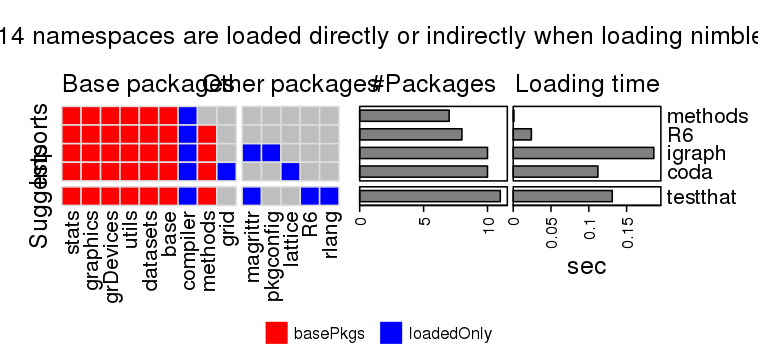 14 namespaces are loaded directly or indirectly when loading nimble
Base packages
Other packages
#Packages
Loading time
Imports
Suggests
methods
R6
igraph
coda
testthat
stats
graphics
grDevices
utils
datasets
base
compiler
methods
grid
magrittr
pkgconfig
lattice
R6
rlang
0
5
10
0
0.05
0.1
0.15
sec
basePkgs
loadedOnly